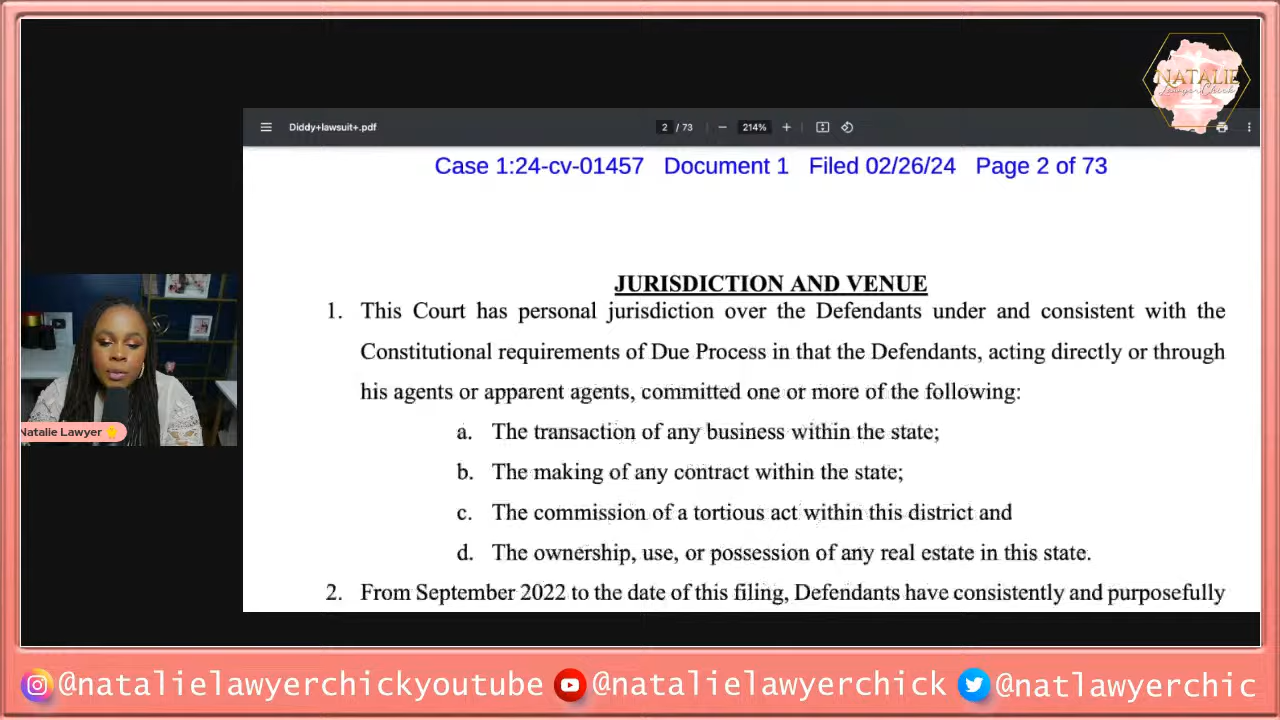 NATALIE
LawyerChick
Diddy+lawsuit+.pdf
2 / 73
214%
Case 1:24-cv-01457 Document 1 Filed 02/26/24 Page 2 of 73
JURISDICTION AND VENUE
1. This Court has personal jurisdiction over the Defendants under and consistent with the
Constitutional requirements of Due Process in that the Defendants, acting directly or through
his agents or apparent agents, committed one or more of the following:
a. The transaction of any business within the state;
b. The making of any contract within the state;
c. The commission of a tortious act within this district and
d. The ownership, use, or possession of any real estate in this state.
2. From September 2022 to the date of this filing, Defendants have consistently and purposefully
Natalie Lawyer
@natalielawyerchickyoutube
@natalielawyerchick
@natlawyerchic